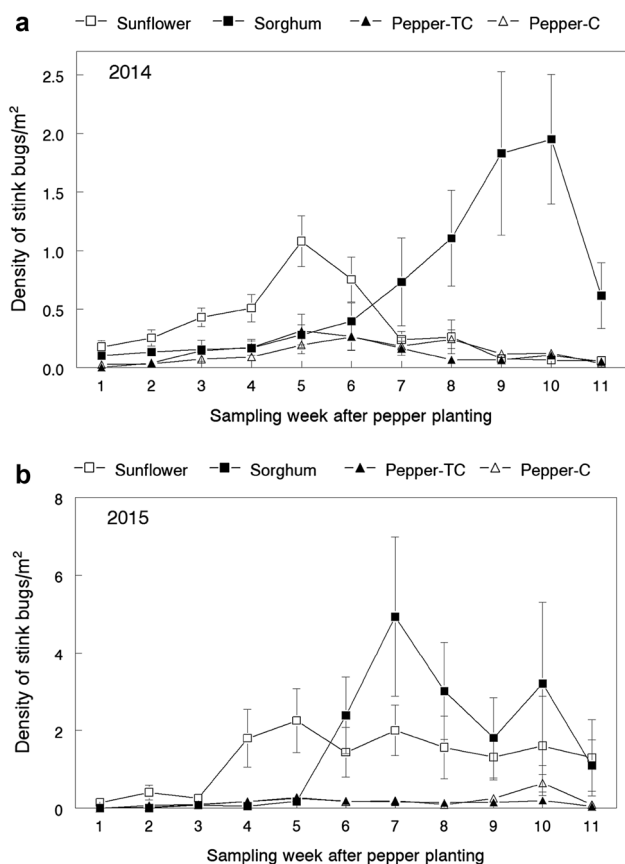 a
Sunflower Sorghum Pepper-TC Pepper-C
2014
2.5
2.0
1.5
1.0
0.5
0.0
Density of stink bugs/m²
1 2 3 4 5 6 7 8 9 10 11
Sampling week after pepper planting
b
Sunflower Sorghum Pepper-TC Pepper-C
2015
8
6
4
2
0
Density of stink bugs/m²
1 2 3 4 5 6 7 8 9 10 11
Sampling week after pepper planting